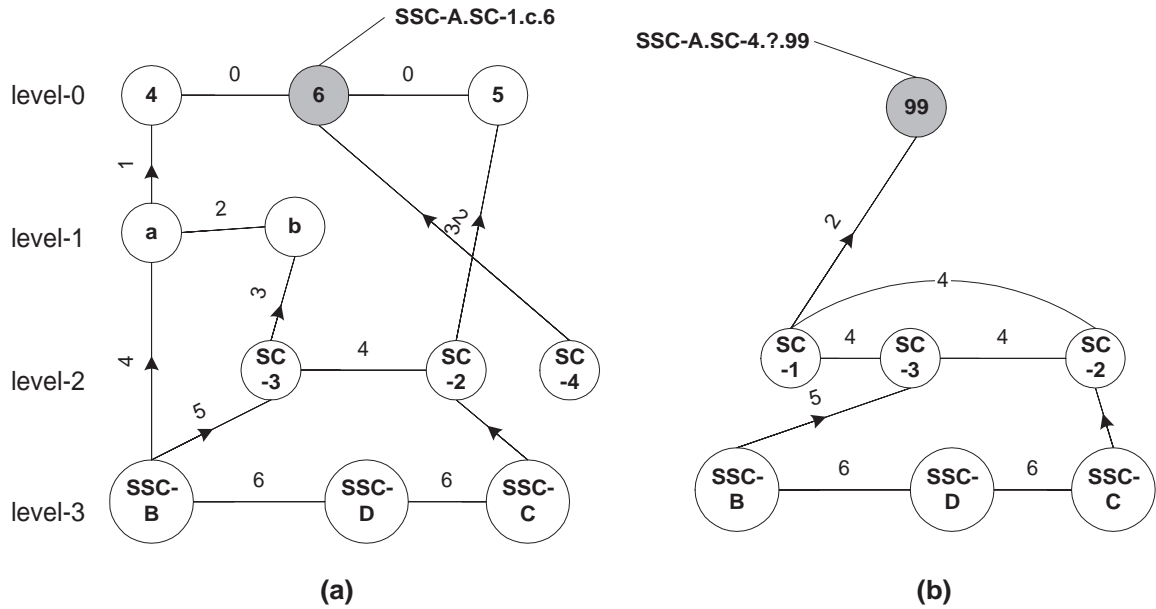 SSC-A.SC-1.c.6
SSC-A.SC-4.?.99
level-0
4
0
6
0
5
99
1
level-1
a
2
b
3
2
2
3
4
4
level-2
SC
-3
4
SC
-2
SC
-4
SC
-1
4
SC
-3
4
SC
-2
5
5
level-3
SSC-
B
6
SSC-
D
6
SSC-
C
SSC-
B
6
SSC-
D
6
SSC-
C
(a)
(b)